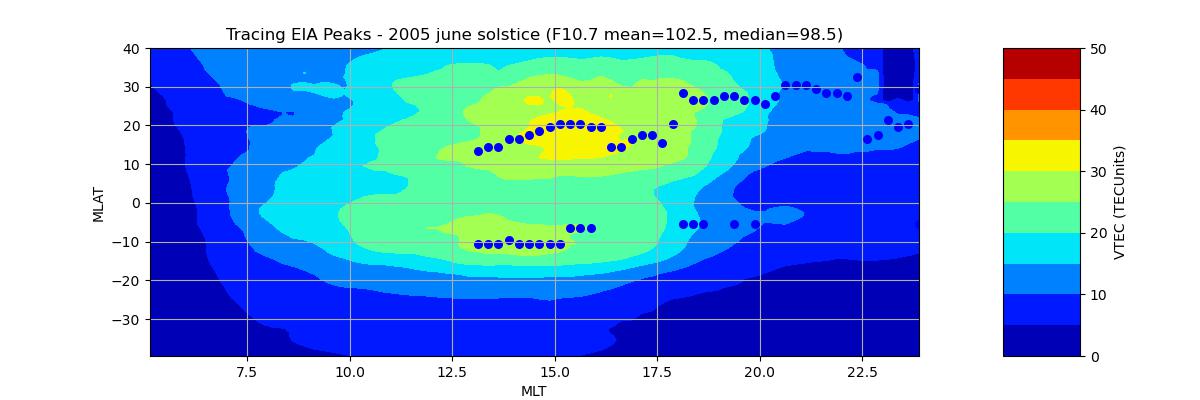 Tracing EIA Peaks - 2005 june solstice (F10.7 mean=102.5, median=98.5)
40
30
20
10
0
−10
−20
−30
MLAT
7.5 10.0 12.5 15.0 17.5 20.0 22.5
MLT
50
40
30
20
10
0
VTEC (TECUnits)